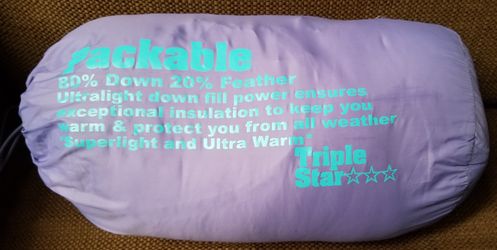 Packable
80% Down 20% Feather
Ultralight down fill power ensures
exceptional insulation to keep you
warm & protect you from all weather
"Superlight and Ultra Warm"
Triple
Star☆☆☆